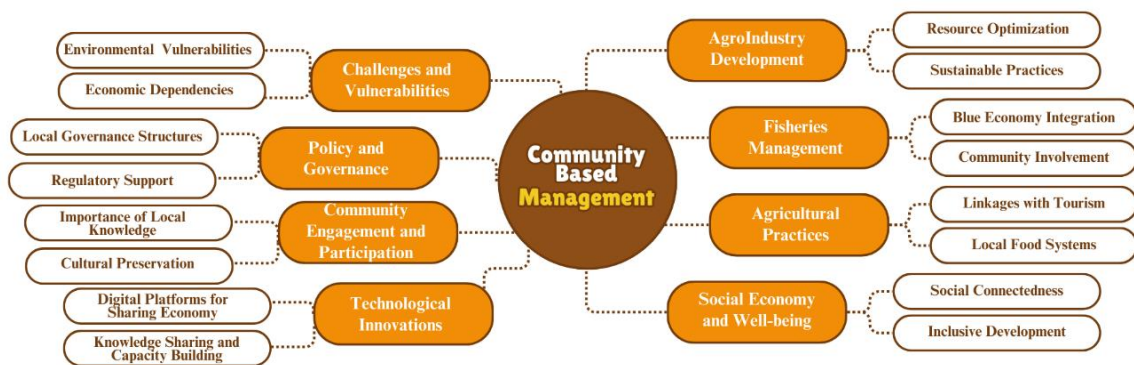 Community
Based
Management
Challenges and
Vulnerabilities
Environmental Vulnerabilities
Economic Dependencies
Policy and
Governance
Local Governance Structures
Regulatory Support
Community
Engagement and
Participation
Importance of Local
Knowledge
Cultural Preservation
Technological
Innovations
Digital Platforms for
Sharing Economy
Knowledge Sharing and
Capacity Building
AgroIndustry
Development
Resource Optimization
Sustainable Practices
Fisheries
Management
Blue Economy Integration
Community Involvement
Agricultural
Practices
Linkages with Tourism
Local Food Systems
Social Economy
and Well-being
Social Connectedness
Inclusive Development